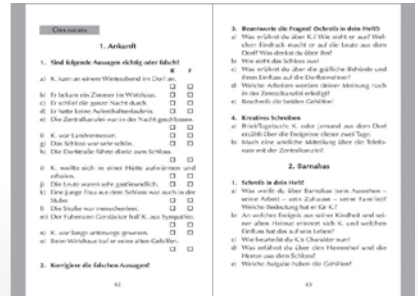 ÜBUNGEN
1. Ankunft
1. Sind folgende Aussagen richtig oder falsch?
R F
a) K. kam an einem Winterabend im Dorf an.
b) Er bekam ein Zimmer im Wirtshaus.
c) Er schlief die ganze Nacht durch.
d) Er hatte keine Aufenthaltserlaubnis.
e) Die Zentralkanzlei war in der Nacht geschlossen.
f) K. war Landvermesser.
g) Das Schloss war sehr schön.
h) Die Dorfstraße führte direkt zum Schloss.
i) K. wollte sich in einer Hütte aufwärmen und
erholen.
j) Die Leute waren sehr gastfreundlich.
k) Eine junge Frau aus dem Schloss war auch in der
Stube.
l) Die Stube war menschenleer.
m) Der Fuhrmann Gerstäcker half K. aus Sympathie.
n) K. war lange unterwegs gewesen.
o) Beim Wirtshaus traf er seine alten Gehilfen.
2. Korrigiere die falschen Aussagen!
62
3. Beantworte die Fragen! (Schreib in dein Heft!)
a) Was erfährst du über K.? Wie sieht er aus? Wel-
chen Eindruck macht er auf die Leute aus dem
Dorf? Was denkst du über ihn?
b) Wie sieht das Schloss aus?
c) Was erfährst du über die gräfliche Behörde und
ihren Einfluss auf die Dorfbewohner?
d) Welche Arbeiten werden deiner Meinung nach
in der Zentralkanzlei erledigt?
e) Beschreib die beiden Gehilfen!
4. Kreatives Schreiben
a) Brief/Tagebuch: K. oder jemand aus dem Dorf
erzählt über die Ereignisse dieser zwei Tage.
b) Mach eine amtliche Mitteilung über die Telefo-
nate mit der Zentralkanzlei!
2. Barnabas
1. Schreib in dein Heft!
a) Was weißt du über Barnabas (sein Aussehen –
seine Arbeit – sein Zuhause – seine Familie)?
Welche Bedeutung hat er für K.?
b) An welches Ereignis aus seiner Kindheit und sei-
ner alten Heimat erinnert sich K. und welchen
Einfluss hat das auf sein Leben?
c) Wie beurteilst du K.s Charakter nun?
d) Was erfährst du über den Herrenhof und die
Herren aus dem Schloss?
e) Welche Aufgabe haben die Gehilfen?
63